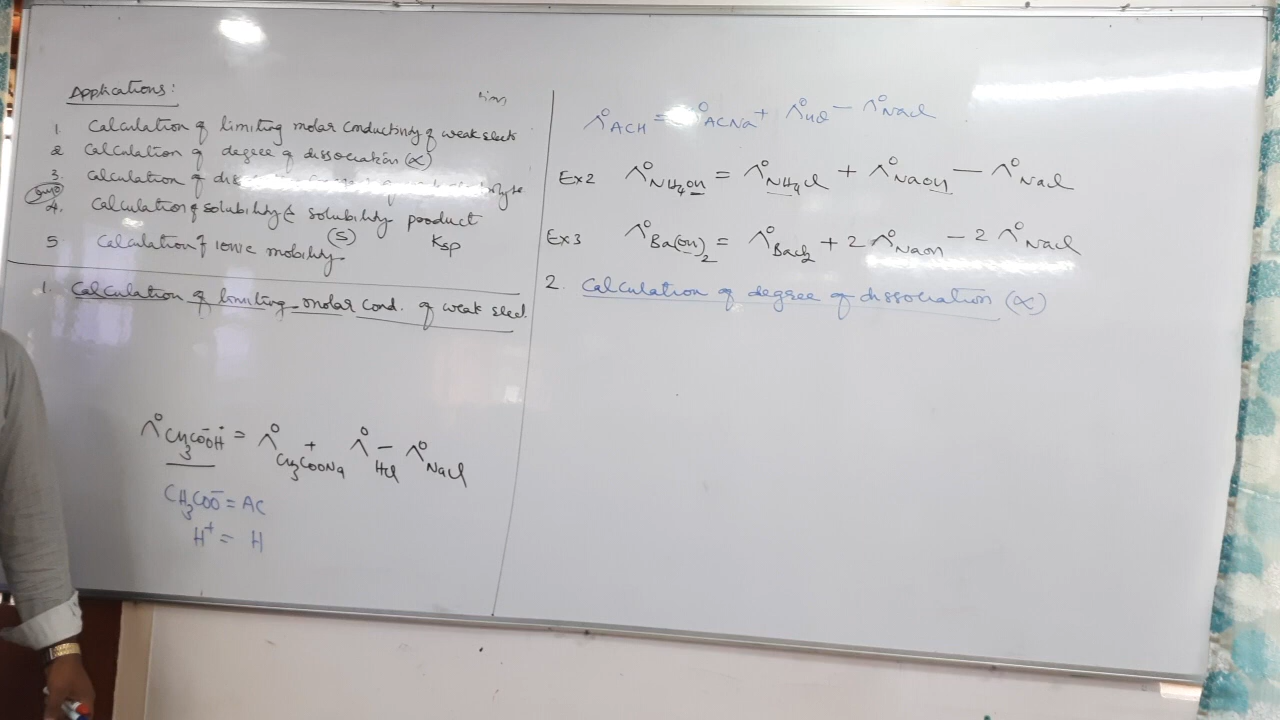 Applications:
1. Calculation of limiting molar conductivity of weak elects
2 Calculation of degree of dissociation (∝)
3. Calculation of dis
4. Calculation of solubility & solubility product
(S) Ksp
5 Calculation of ionic mobility
1. Calculation of limiting molar cond. of weak elect.
Λ°CH₃COO⁻H⁺ = Λ°CH₃COONa + Λ°HCl − Λ°NaCl
CH₃COO⁻ = AC
H⁺ = H
Λ°ACH = Λ°ACNa + Λ°HCl − Λ°NaCl
Ex2 Λ°NH₄OH = Λ°NH₄Cl + Λ°NaOH − Λ°NaCl
Ex3 Λ°Ba(OH)₂ = Λ°BaCl₂ + 2 Λ°NaOH − 2 Λ°NaCl
2. Calculation of degree of dissociation (∝)